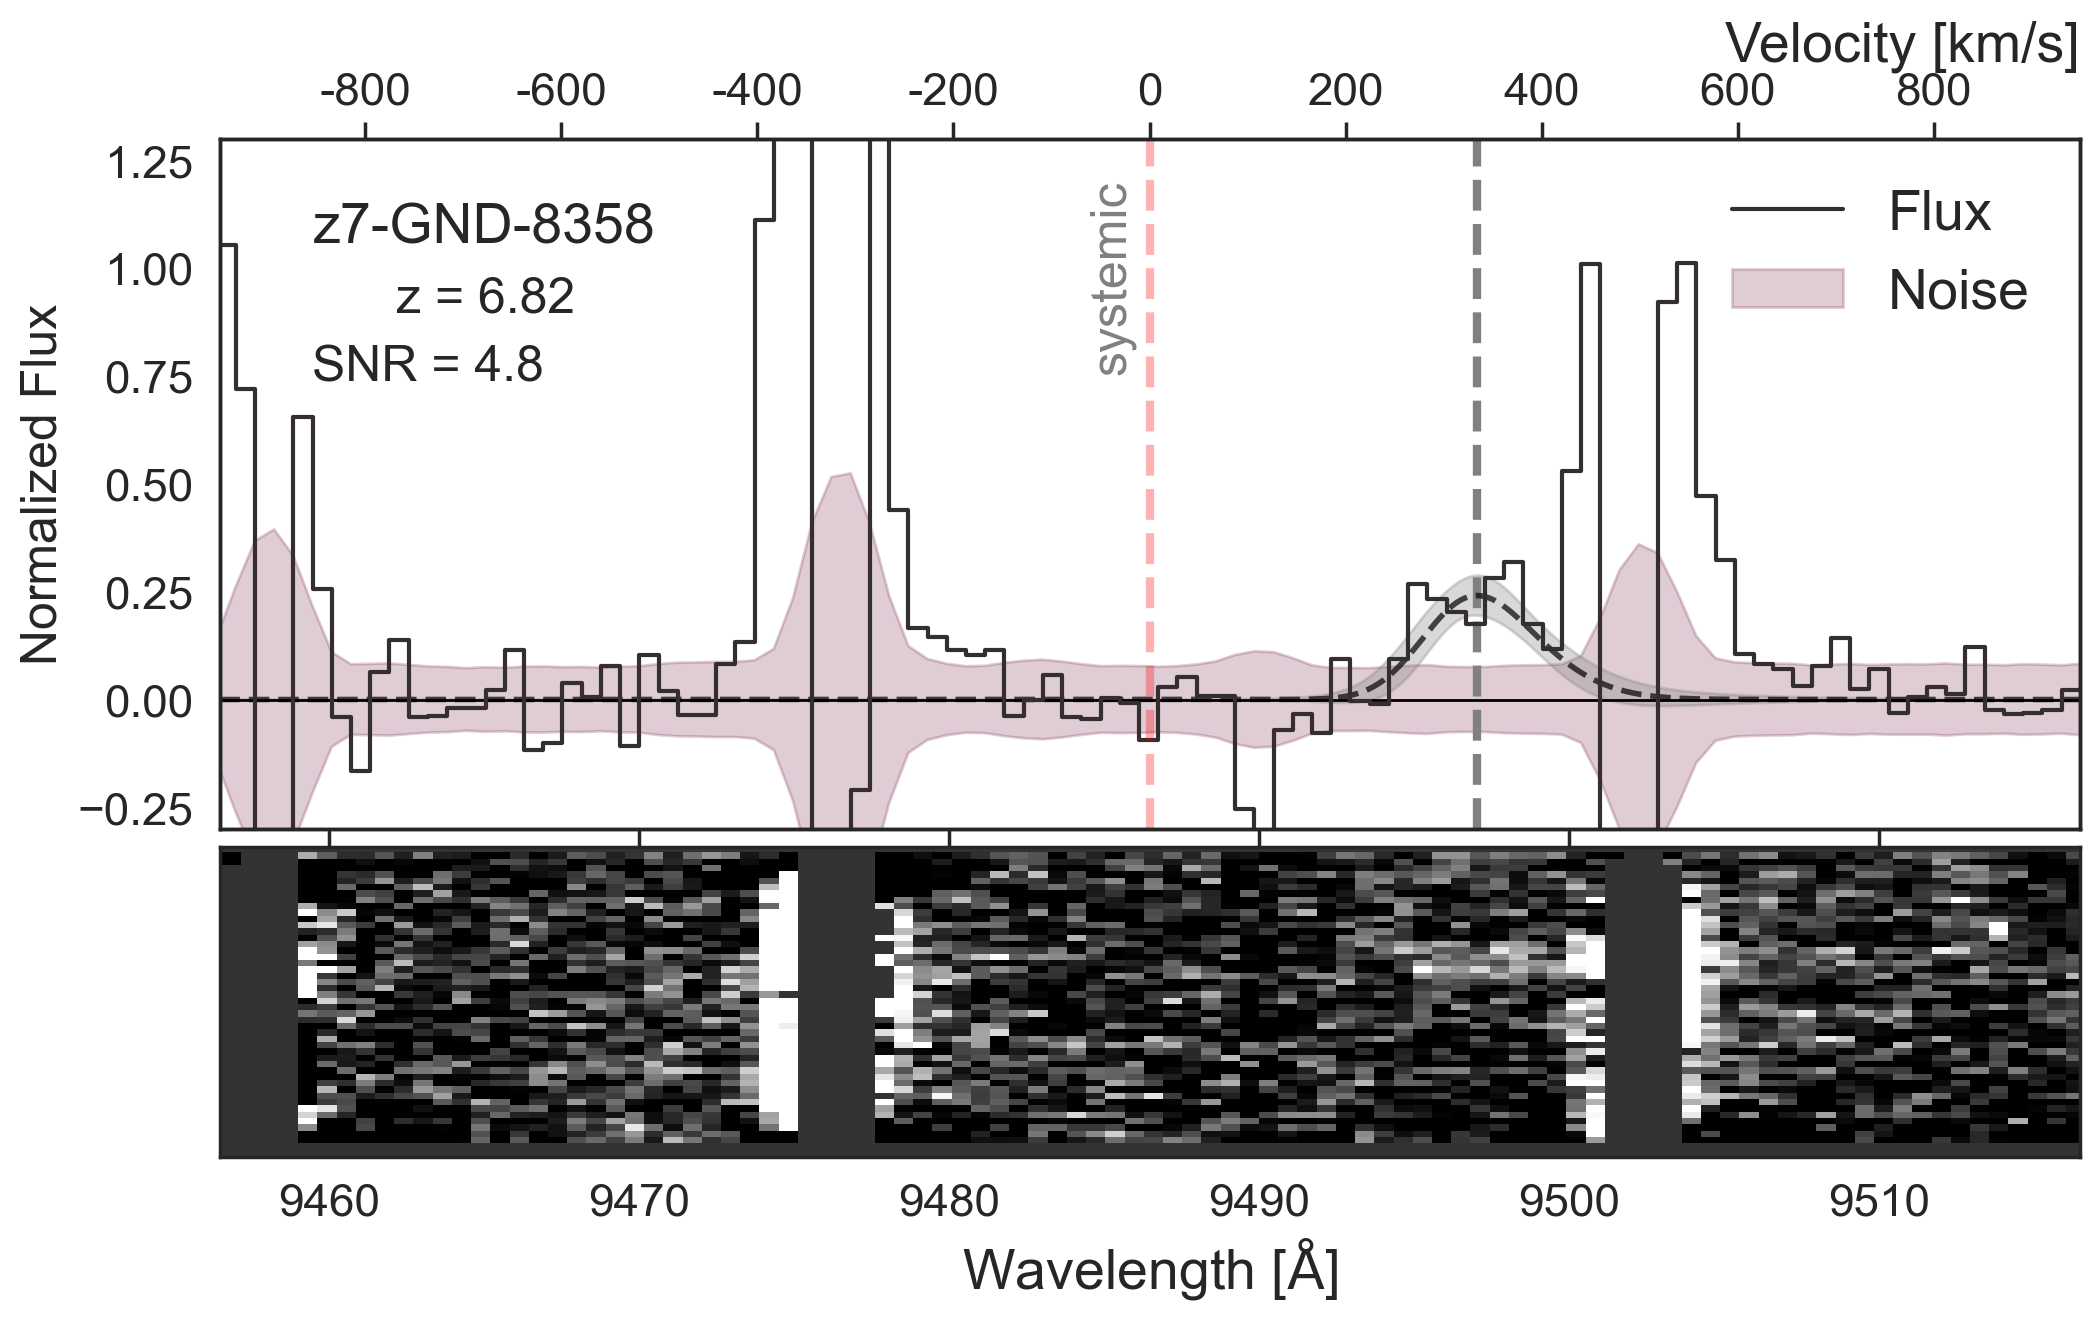 Velocity [km/s]
-800 -600 -400 -200 0 200 400 600 800
Normalized Flux
1.25
1.00
0.75
0.50
0.25
0.00
−0.25
z7-GND-8358
z = 6.82
SNR = 4.8
systemic
Flux
Noise
9460 9470 9480 9490 9500 9510
Wavelength [Å]